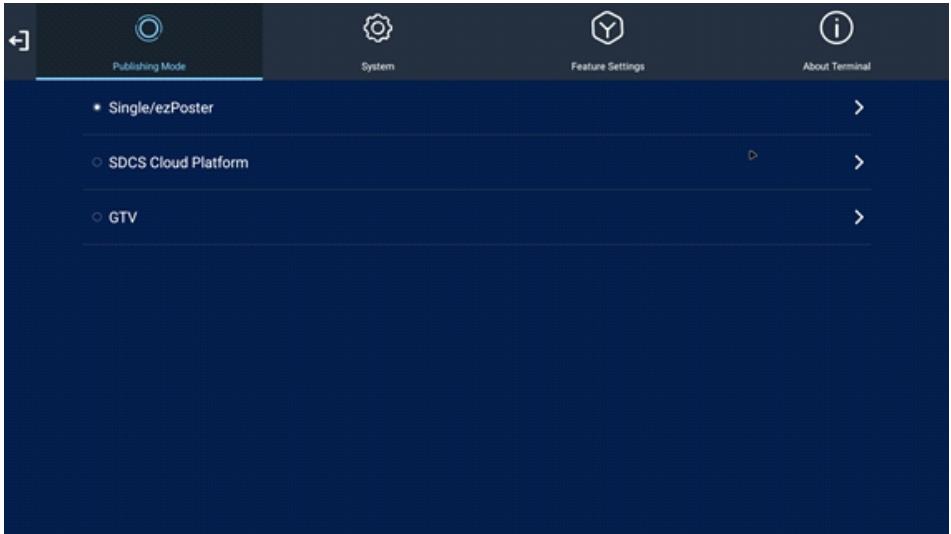 Publishing Mode
System
Feature Settings
About Terminal
Single/ezPoster
SDCS Cloud Platform
GTV